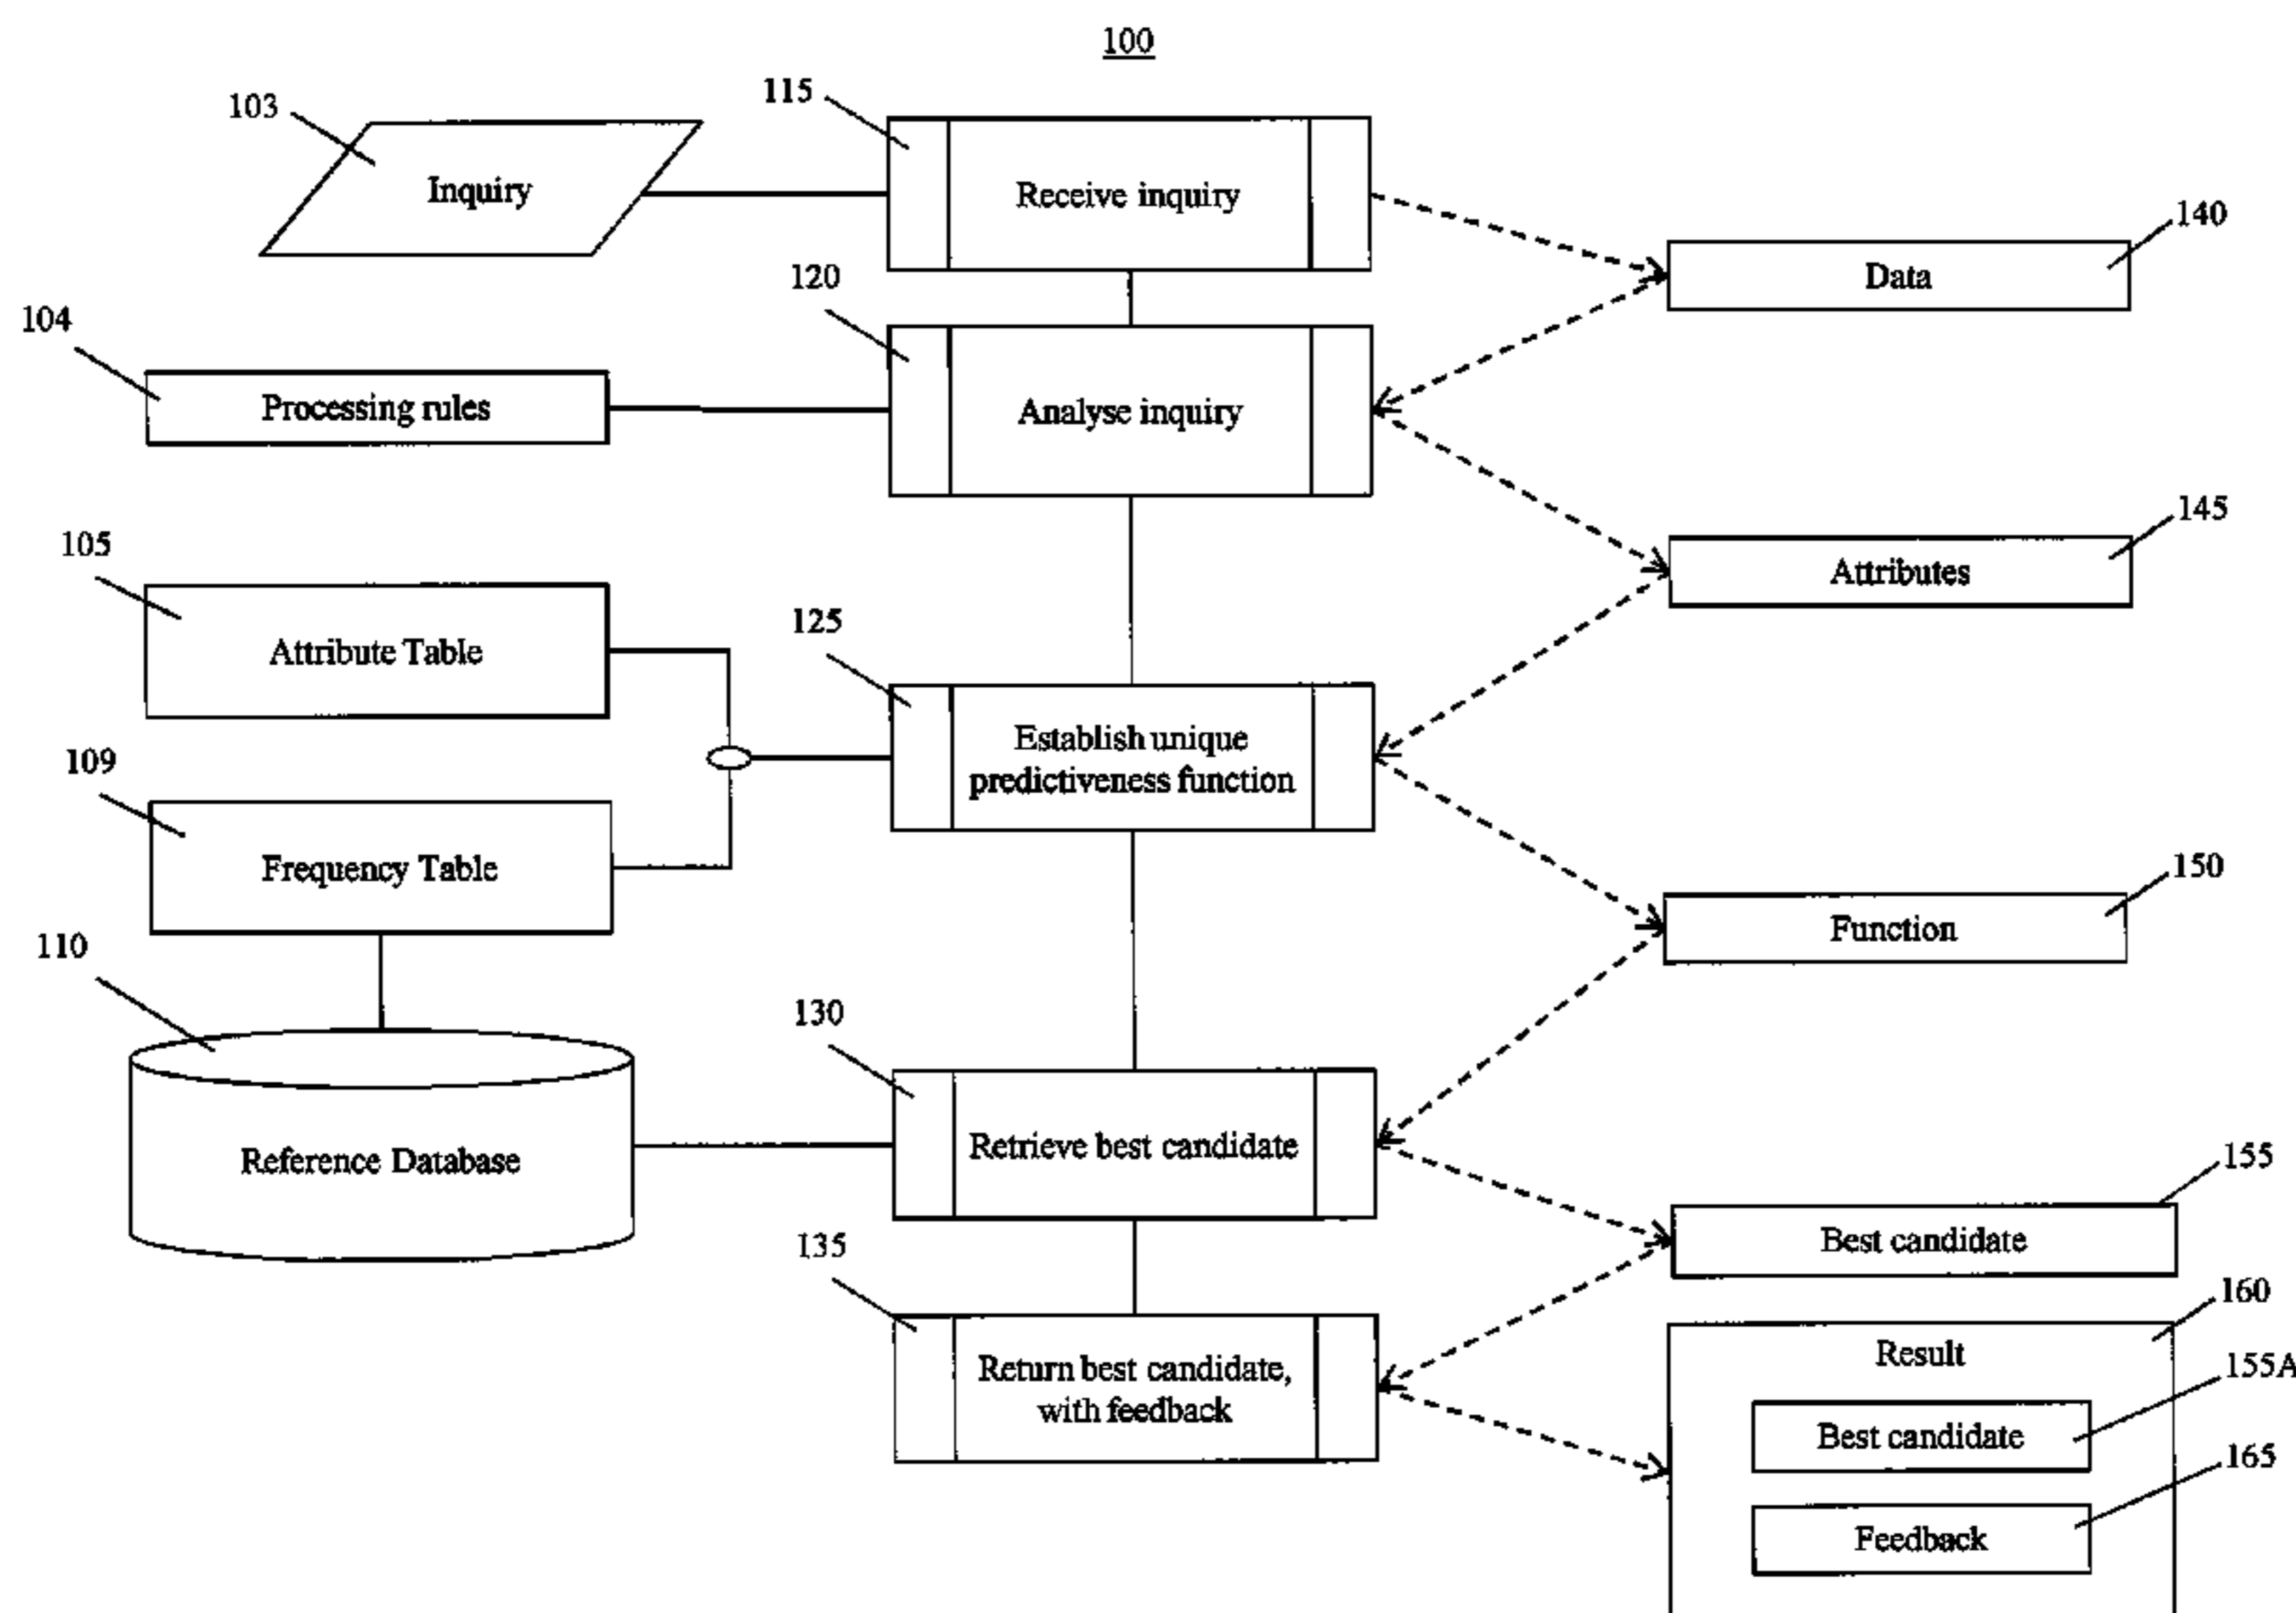 100
103
115
Inquiry
Receive inquiry
140
Data
120
104
Processing rules
Analyse inquiry
145
Attributes
105
Attribute Table
125
Establish unique
predictiveness function
109
Frequency Table
150
Function
110
Reference Database
130
Retrieve best candidate
155
Best candidate
135
Return best candidate,
with feedback
160
Result
155A
Best candidate
165
Feedback